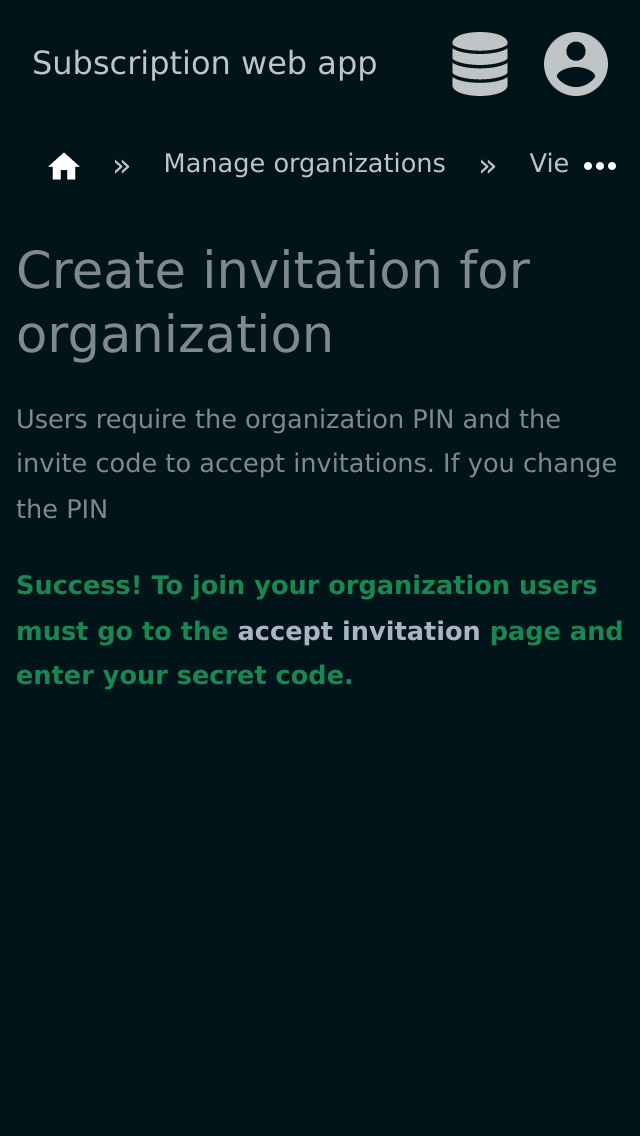 Subscription web app
» Manage organizations » Vie
Create invitation for
organization
Users require the organization PIN and the
invite code to accept invitations. If you change
the PIN
Success! To join your organization users
must go to the accept invitation page and
enter your secret code.